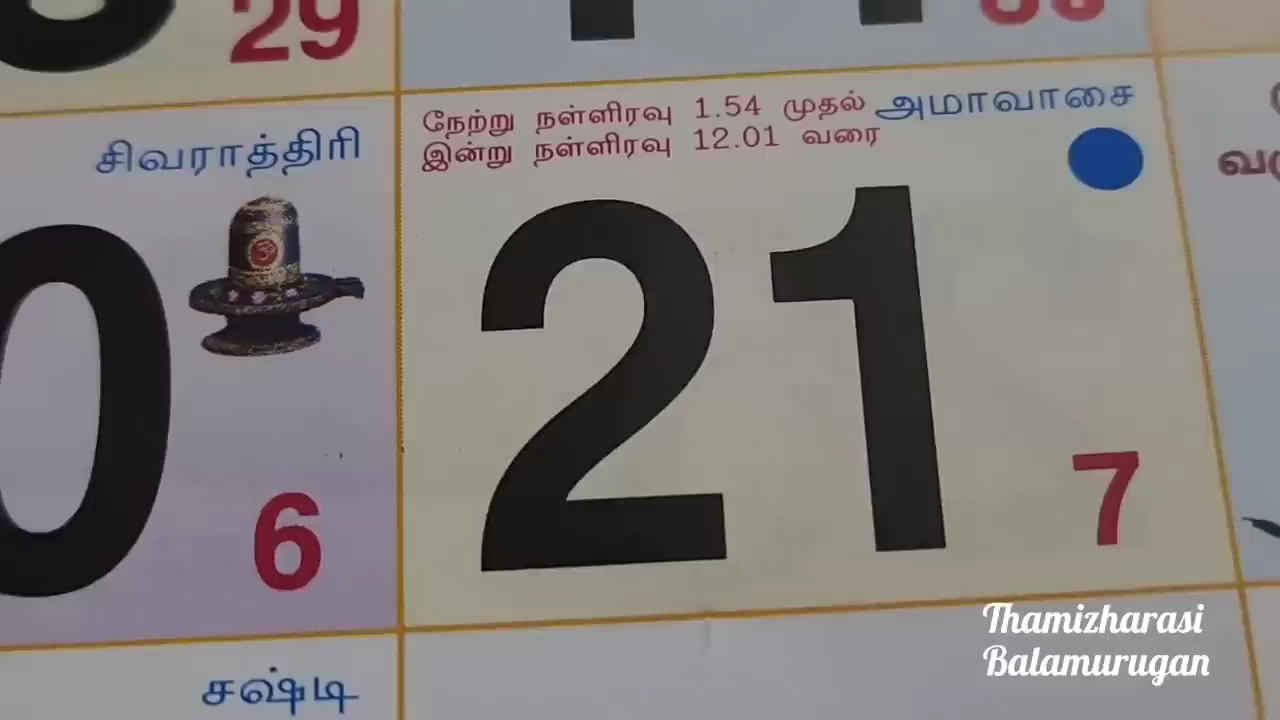 29
சிவராத்திரி
6
நேற்று நள்ளிரவு 1.54 முதல் அமாவாசை
இன்று நள்ளிரவு 12.01 வரை
21
7
சஷ்டி
Thamizharasi
Balamurugan